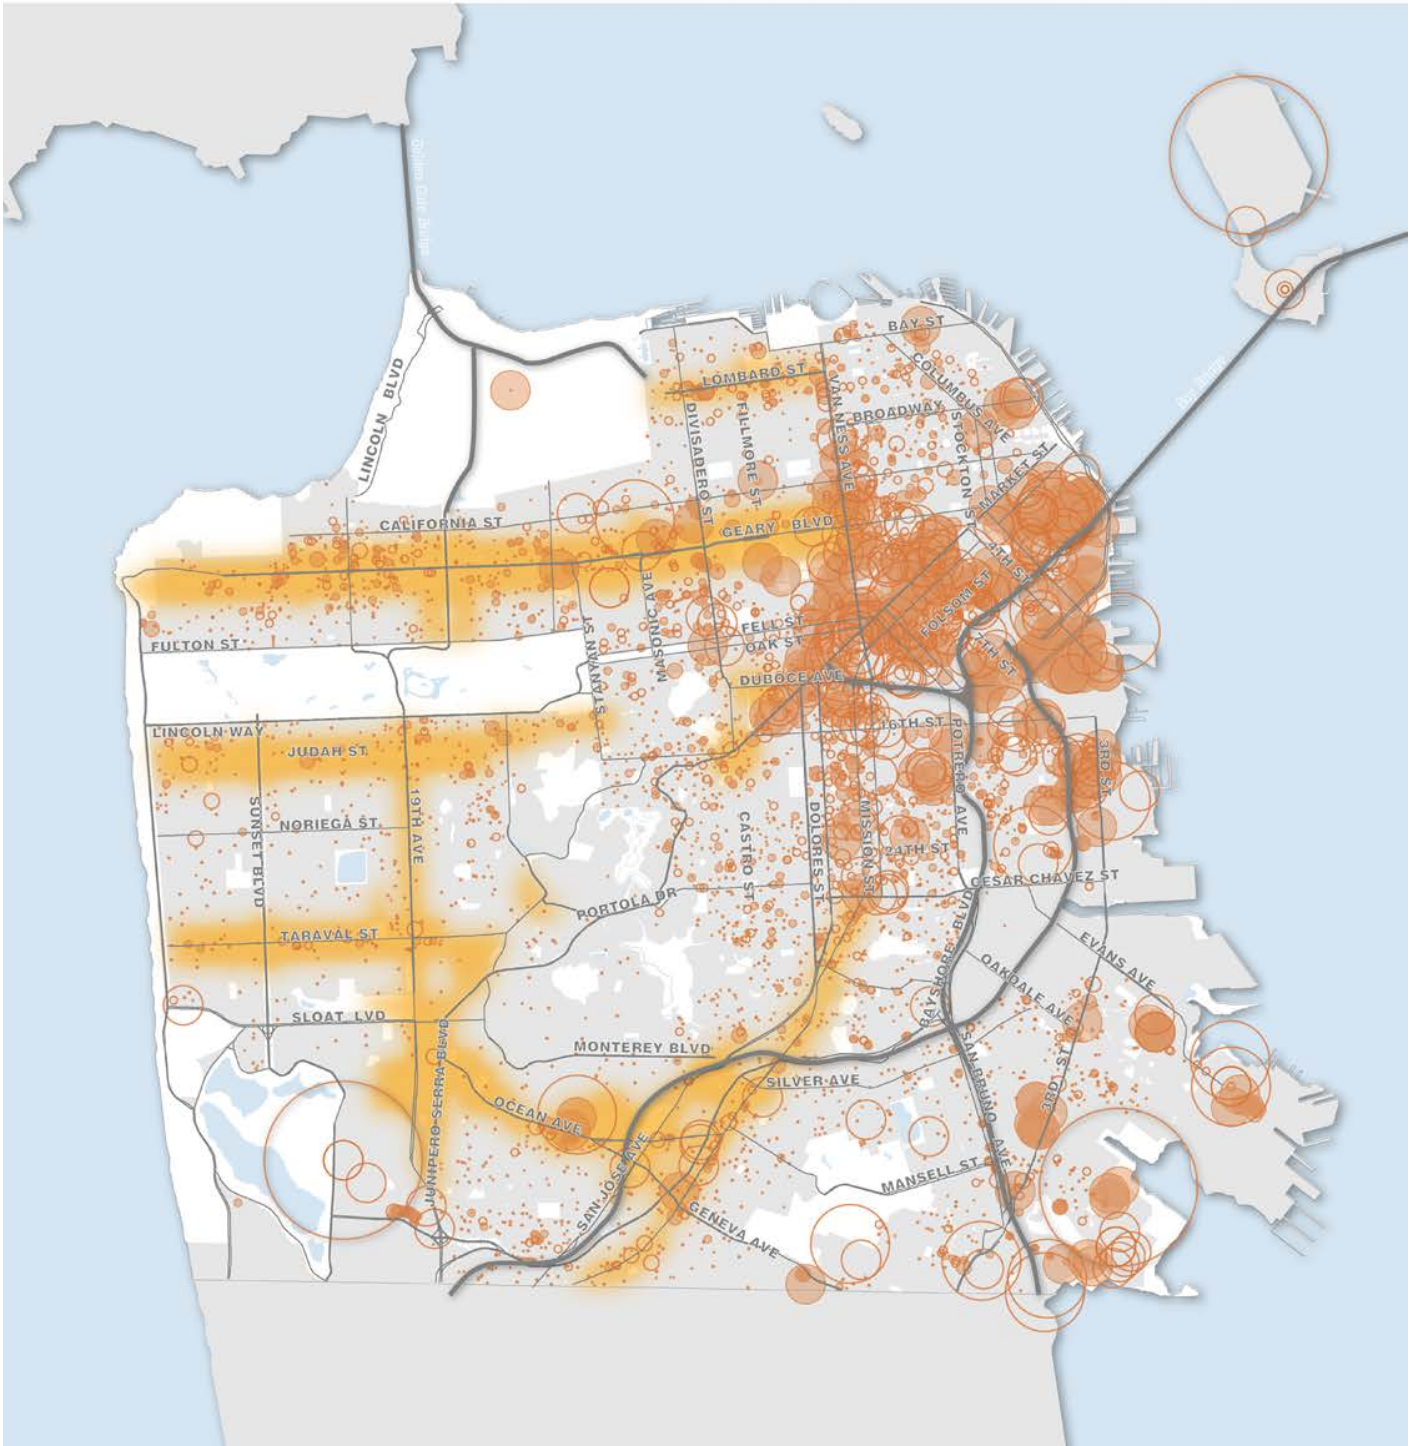 Golden Gate Bridge
Bay Bridge
BAY ST
LOMBARD ST
COLUMBUS AVE
LINCOLN BLVD
VAN NESS AVE
BROADWAY
STOCKTON ST
DIVISADERO ST
FILLMORE ST
MARKET ST
CALIFORNIA ST
GEARY BLVD
4TH ST
FOLSOM ST
MASONIC AVE
STANYAN ST
FELL ST
OAK ST
7TH ST
FULTON ST
DUBOCE AVE
LINCOLN WAY
16TH ST
POTRERO AVE
JUDAH ST
3RD ST
SUNSET BLVD
19TH AVE
NORIEGA ST
CASTRO ST
DOLORES ST
MISSION ST
24TH ST
CESAR CHAVEZ ST
PORTOLA DR
TARAVAL ST
BAYSHORE BLVD
EVANS AVE
OAKDALE AVE
SLOAT LVD
JUNIPERO SERRA BLVD
MONTEREY BLVD
SAN BRUNO AVE
3RD ST
SILVER AVE
OCEAN AVE
SAN JOSE AVE
MANSELL ST
GENEVA AVE